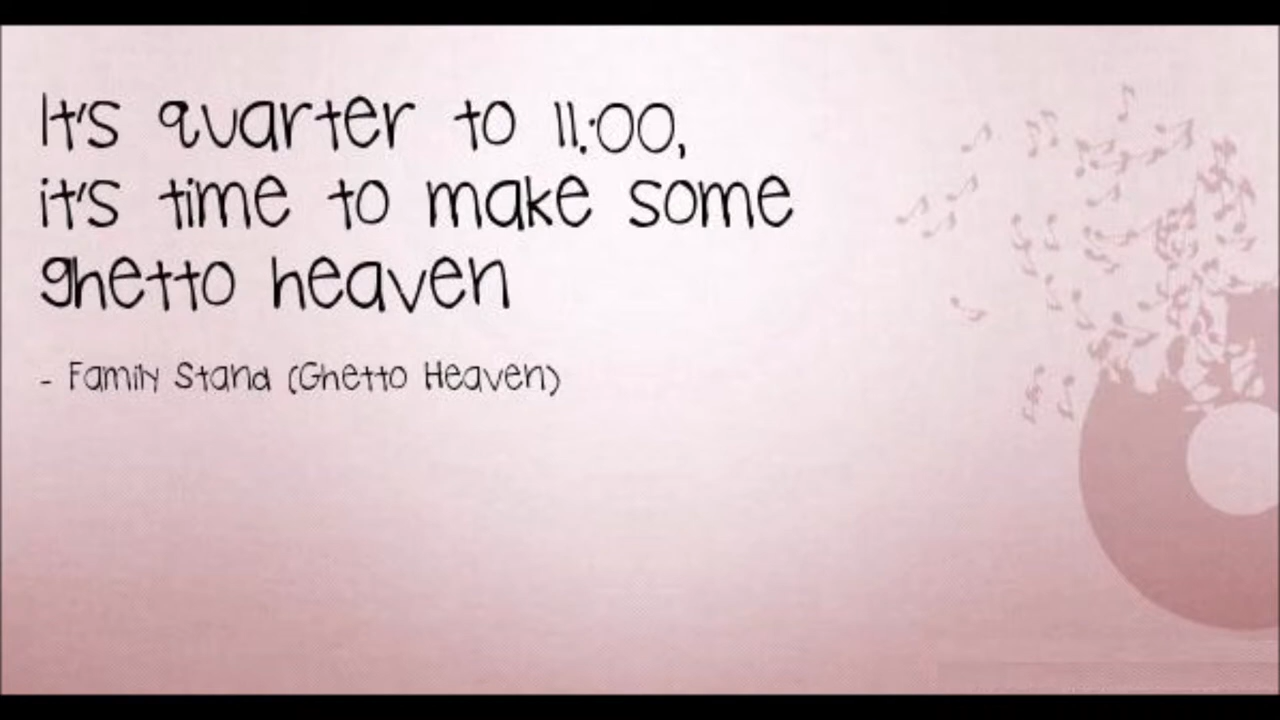 It's quarter to 11:00,
it's time to make some
ghetto heaven
- Family Stand (Ghetto Heaven)